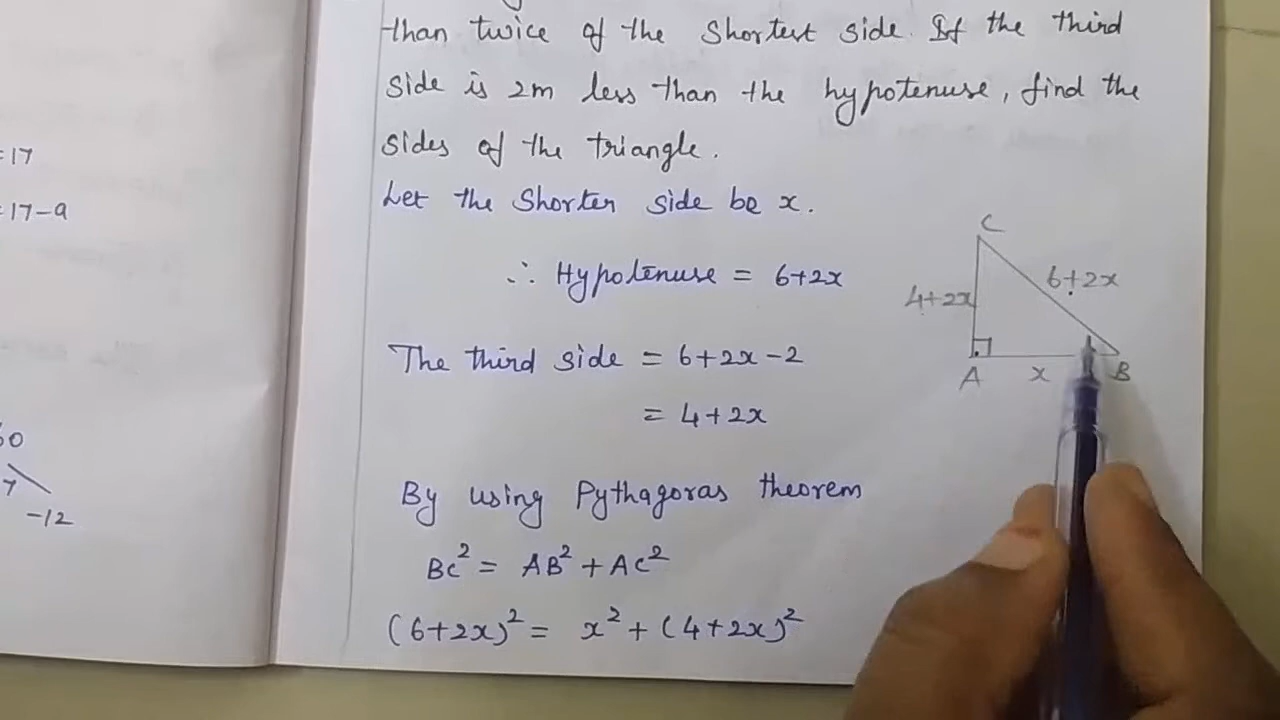 than twice of the shortest side. If the third
side is 2m less than the hypotenuse, find the
sides of the triangle.
Let the shorter side be x.
∴ Hypotenuse = 6+2x
The third side = 6+2x-2
= 4+2x
By using Pythagoras theorem
BC² = AB² + AC²
(6+2x)² = x² + (4+2x)²
C
6+2x
4+2x
A
x
B
=17
=17-9
60
7
-12